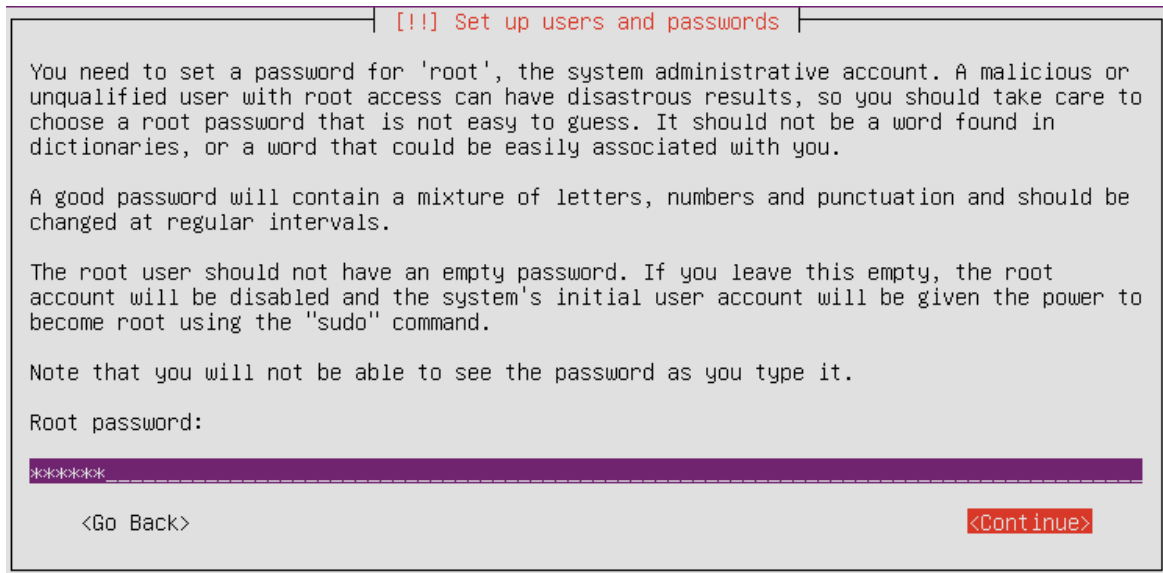 [!!] Set up users and passwords
You need to set a password for 'root', the system administrative account. A malicious or
unqualified user with root access can have disastrous results, so you should take care to
choose a root password that is not easy to guess. It should not be a word found in
dictionaries, or a word that could be easily associated with you.
A good password will contain a mixture of letters, numbers and punctuation and should be
changed at regular intervals.
The root user should not have an empty password. If you leave this empty, the root
account will be disabled and the system's initial user account will be given the power to
become root using the "sudo" command.
Note that you will not be able to see the password as you type it.
Root password:
******
<Go Back> <Continue>